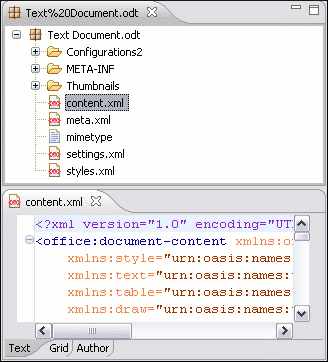 Text%20Document.odt
Text Document.odt
Configurations2
META-INF
Thumbnails
content.xml
meta.xml
mimetype
settings.xml
styles.xml
content.xml
<?xml version="1.0" encoding="UT
<office:document-content xmlns:o
xmlns:style="urn:oasis:names:
xmlns:text="urn:oasis:names:
xmlns:table="urn:oasis:names:
xmlns:draw="urn:oasis:names:
Text Grid Author